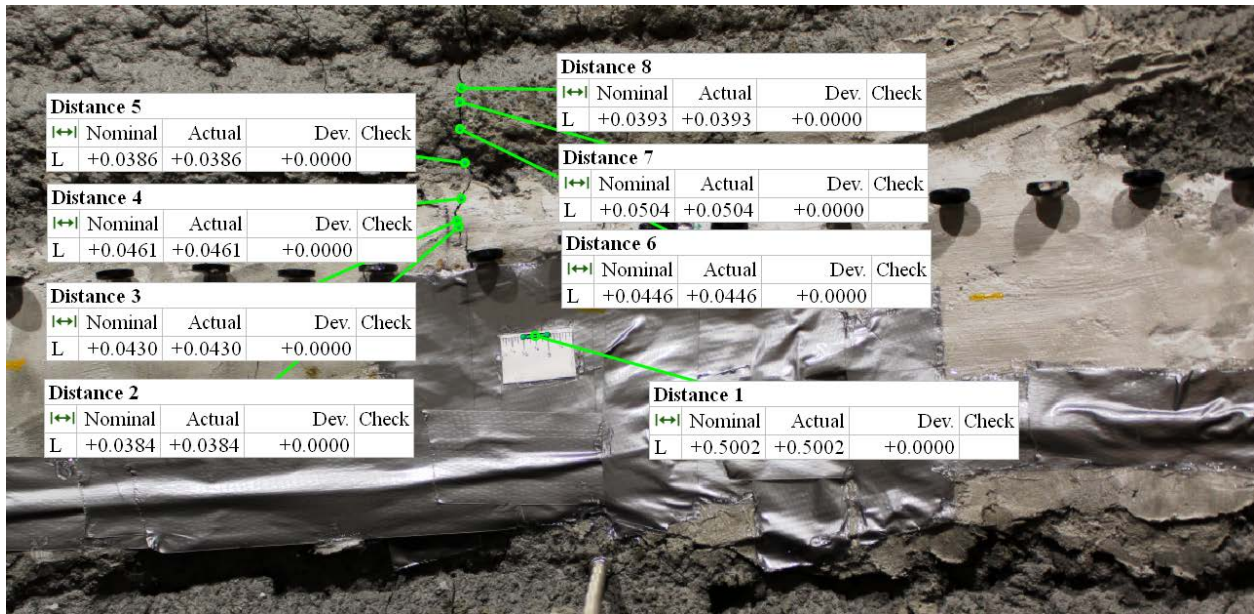 Distance 8
Nominal Actual Dev. Check
L +0.0393 +0.0393 +0.0000
Distance 5
Nominal Actual Dev. Check
L +0.0386 +0.0386 +0.0000
Distance 7
Nominal Actual Dev. Check
L +0.0504 +0.0504 +0.0000
Distance 4
Nominal Actual Dev. Check
L +0.0461 +0.0461 +0.0000
Distance 6
Nominal Actual Dev. Check
L +0.0446 +0.0446 +0.0000
Distance 3
Nominal Actual Dev. Check
L +0.0430 +0.0430 +0.0000
Distance 2
Nominal Actual Dev. Check
L +0.0384 +0.0384 +0.0000
Distance 1
Nominal Actual Dev. Check
L +0.5002 +0.5002 +0.0000